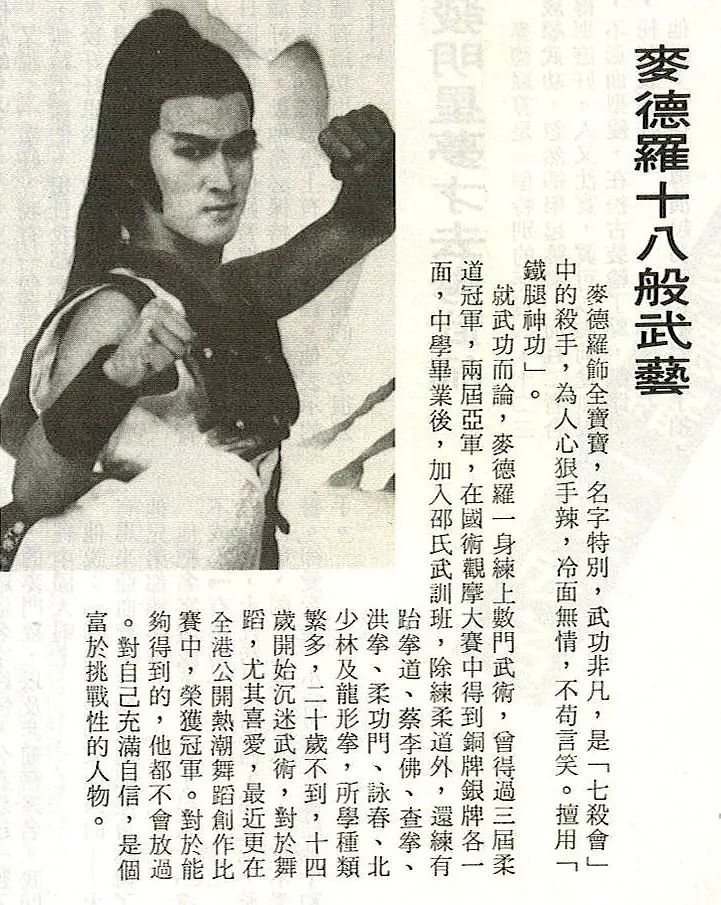 麥德羅十八般武藝
麥德羅飾全寶寶，名字特別，武功非凡，是「七殺會」
中的殺手，為人心狠手辣，冷面無情，不苟言笑。擅用「
鐵腿神功」。
就武功而論，麥德羅一身練上數門武術，曾得過三屆柔
道冠軍，兩屆亞軍，在國術觀摩大賽中得到銅牌銀牌各一
面，中學畢業後，加入邵氏武訓班，除練柔道外，還練有
跆拳道、蔡李佛、查拳、
洪拳、柔功門、詠春、北
少林及龍形拳，所學種類
繁多，二十歲不到，十四
歲開始沉迷武術，對於舞
蹈，尤其喜愛，最近更在
全港公開熱潮舞蹈創作比
賽中，榮獲冠軍。對於能
夠得到的，他都不會放過
。對自己充滿自信，是個
富於挑戰性的人物。